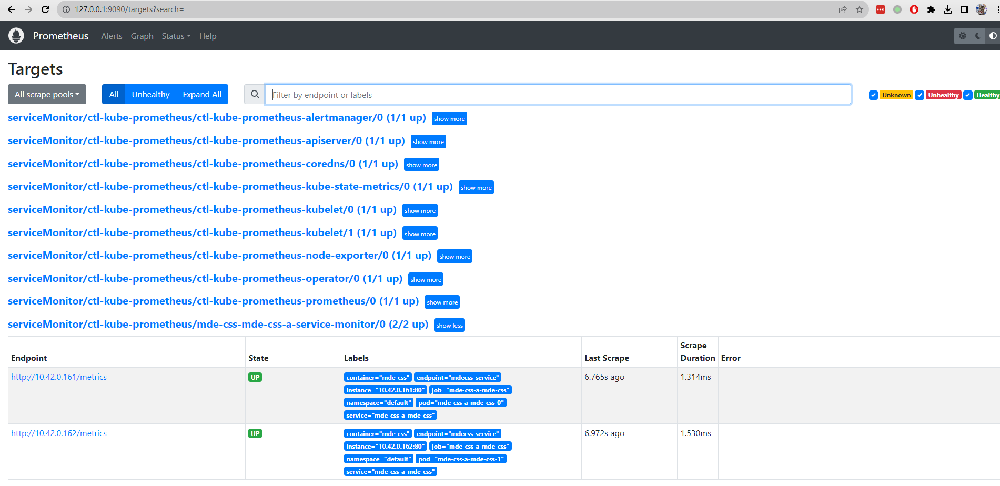 127.0.0.1:9090/targets?search=
Prometheus Alerts Graph Status Help
Targets
All scrape pools All Unhealthy Expand All Filter by endpoint or labels Unknown Unhealthy Healthy
serviceMonitor/ctl-kube-prometheus/ctl-kube-prometheus-alertmanager/0 (1/1 up) show more
serviceMonitor/ctl-kube-prometheus/ctl-kube-prometheus-apiserver/0 (1/1 up) show more
serviceMonitor/ctl-kube-prometheus/ctl-kube-prometheus-coredns/0 (1/1 up) show more
serviceMonitor/ctl-kube-prometheus/ctl-kube-prometheus-kube-state-metrics/0 (1/1 up) show more
serviceMonitor/ctl-kube-prometheus/ctl-kube-prometheus-kubelet/0 (1/1 up) show more
serviceMonitor/ctl-kube-prometheus/ctl-kube-prometheus-kubelet/1 (1/1 up) show more
serviceMonitor/ctl-kube-prometheus/ctl-kube-prometheus-node-exporter/0 (1/1 up) show more
serviceMonitor/ctl-kube-prometheus/ctl-kube-prometheus-operator/0 (1/1 up) show more
serviceMonitor/ctl-kube-prometheus/ctl-kube-prometheus-prometheus/0 (1/1 up) show more
serviceMonitor/ctl-kube-prometheus/mde-css-mde-css-a-service-monitor/0 (2/2 up) show less
Endpoint State Labels Last Scrape Scrape Duration Error
http://10.42.0.161/metrics UP container="mde-css" endpoint="mdecss-service" 6.765s ago 1.314ms
instance="10.42.0.161:80" job="mde-css-a-mde-css"
namespace="default" pod="mde-css-a-mde-css-0"
service="mde-css-a-mde-css"
http://10.42.0.162/metrics UP container="mde-css" endpoint="mdecss-service" 6.972s ago 1.530ms
instance="10.42.0.162:80" job="mde-css-a-mde-css"
namespace="default" pod="mde-css-a-mde-css-1"
service="mde-css-a-mde-css"